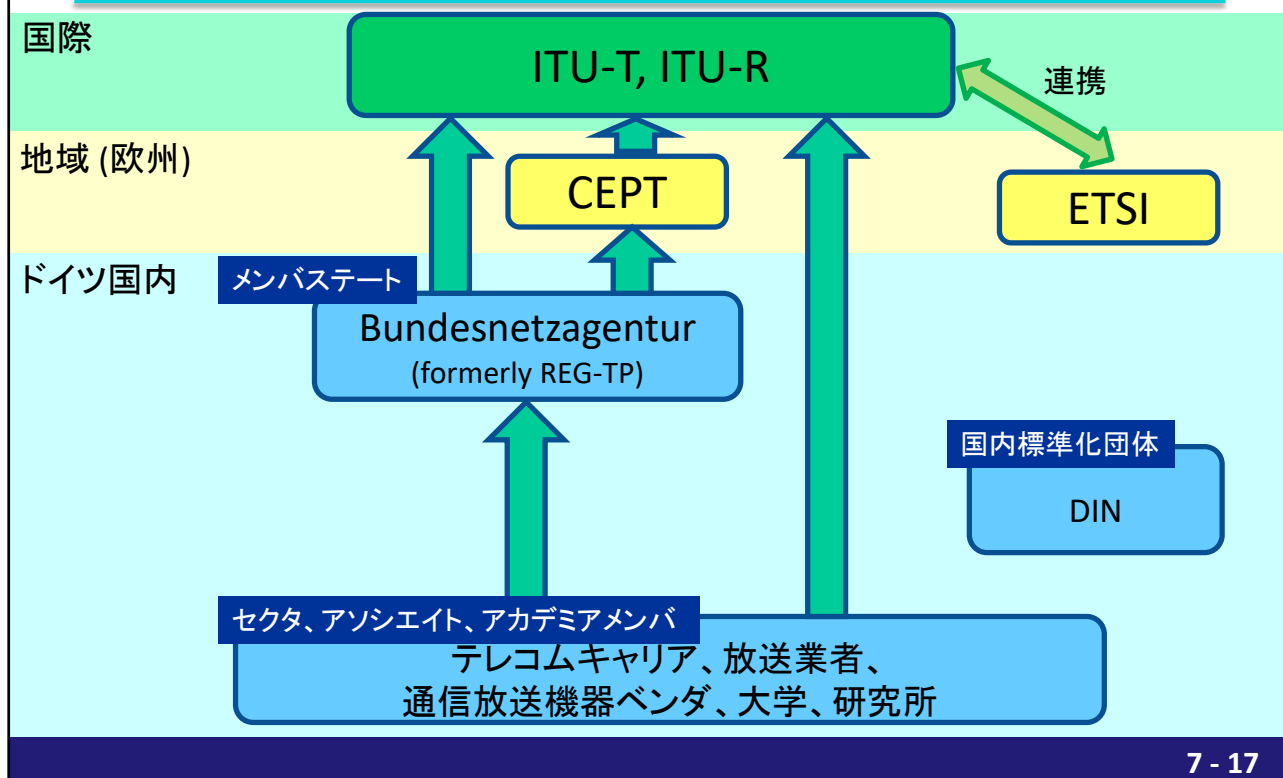 国際
ITU-T, ITU-R
連携
地域 (欧州)
CEPT
ETSI
ドイツ国内
メンバステート
Bundesnetzagentur
(formerly REG-TP)
国内標準化団体
DIN
セクタ、アソシエイト、アカデミアメンバ
テレコムキャリア、放送業者、
通信放送機器ベンダ、大学、研究所
7 - 17